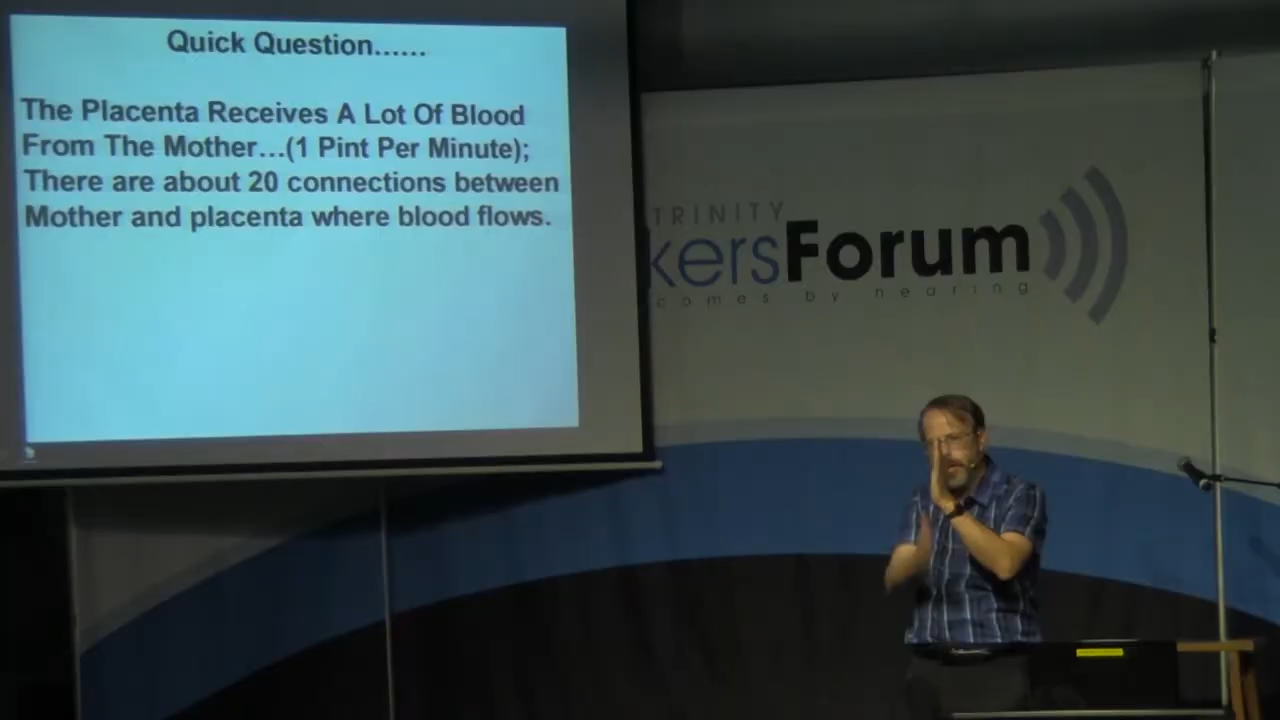 Quick Question......
The Placenta Receives A Lot Of Blood
From The Mother...(1 Pint Per Minute);
There are about 20 connections between
Mother and placenta where blood flows.
TRINITY
kersForum
comes by hearing